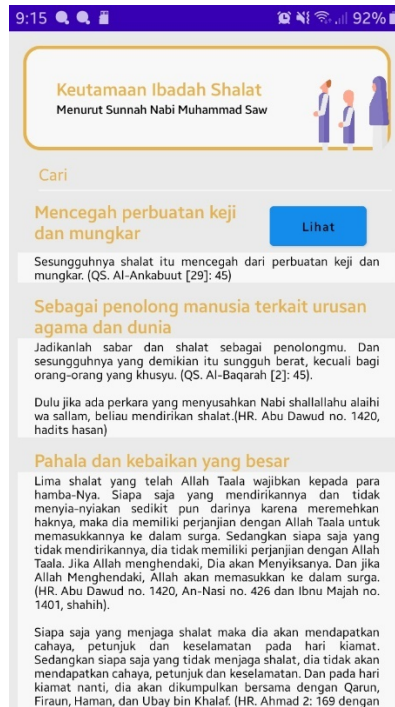 9:15
92%
Keutamaan Ibadah Shalat
Menurut Sunnah Nabi Muhammad Saw
Cari
Mencegah perbuatan keji
dan mungkar
Lihat
Sesungguhnya shalat itu mencegah dari perbuatan keji dan
mungkar. (QS. Al-Ankabuut [29]: 45)
Sebagai penolong manusia terkait urusan
agama dan dunia
Jadikanlah sabar dan shalat sebagai penolongmu. Dan
sesungguhnya yang demikian itu sungguh berat, kecuali bagi
orang-orang yang khusyu. (QS. Al-Baqarah [2]: 45).
Dulu jika ada perkara yang menyusahkan Nabi shallallahu alaihi
wa sallam, beliau mendirikan shalat.(HR. Abu Dawud no. 1420,
hadits hasan)
Pahala dan kebaikan yang besar
Lima shalat yang telah Allah Taala wajibkan kepada para
hamba-Nya. Siapa saja yang mendirikannya dan tidak
menyia-nyiakan sedikit pun darinya karena meremehkan
haknya, maka dia memiliki perjanjian dengan Allah Taala untuk
memasukkannya ke dalam surga. Sedangkan siapa saja yang
tidak mendirikannya, dia tidak memiliki perjanjian dengan Allah
Taala. Jika Allah menghendaki, Dia akan Menyiksanya. Dan jika
Allah Menghendaki, Allah akan memasukkan ke dalam surga.
(HR. Abu Dawud no. 1420, An-Nasi no. 426 dan Ibnu Majah no.
1401, shahih).
Siapa saja yang menjaga shalat maka dia akan mendapatkan
cahaya, petunjuk dan keselamatan pada hari kiamat.
Sedangkan siapa saja yang tidak menjaga shalat, dia tidak akan
mendapatkan cahaya, petunjuk dan keselamatan. Dan pada hari
kiamat nanti, dia akan dikumpulkan bersama dengan Qarun,
Firaun, Haman, dan Ubay bin Khalaf. (HR. Ahmad 2: 169 dengan